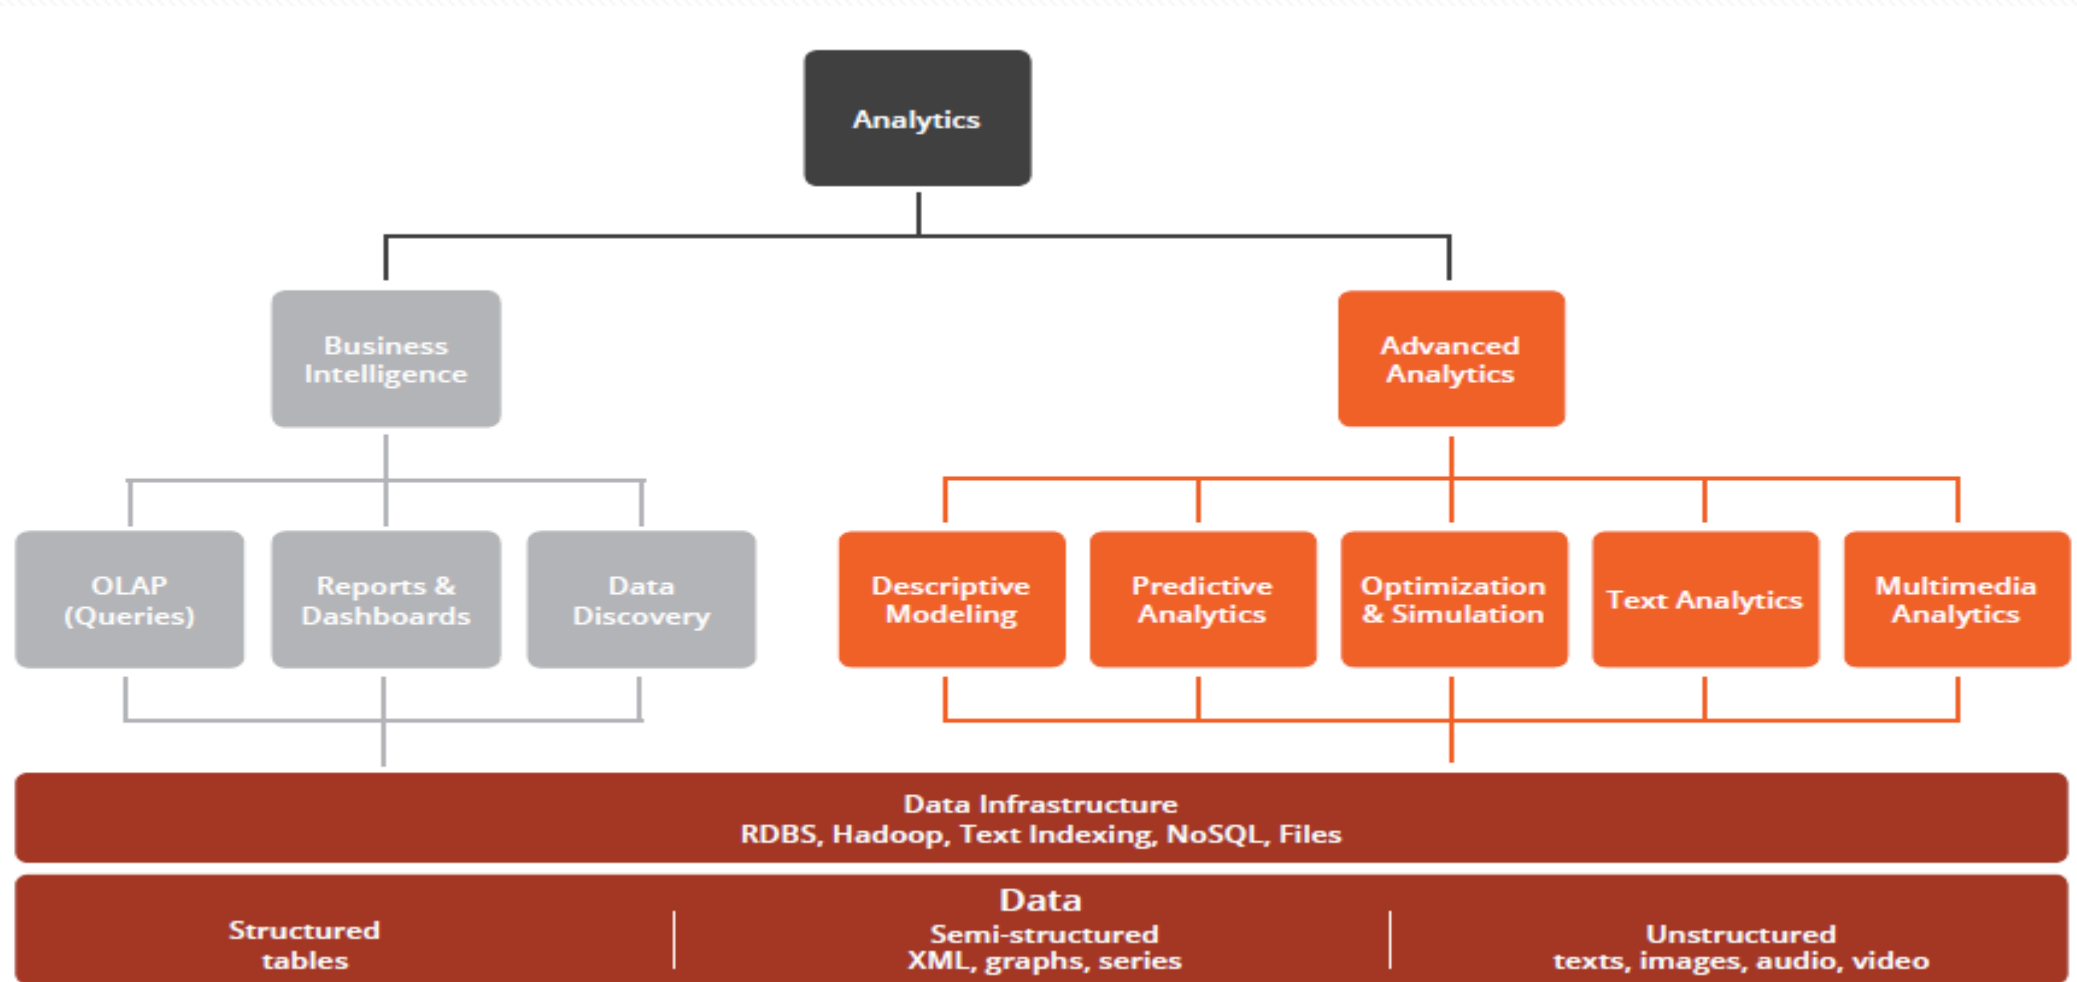 Analytics
Business
Intelligence
Advanced
Analytics
OLAP
(Queries)
Reports &
Dashboards
Data
Discovery
Descriptive
Modeling
Predictive
Analytics
Optimization
& Simulation
Text Analytics
Multimedia
Analytics
Data Infrastructure
RDBS, Hadoop, Text Indexing, NoSQL, Files
Data
Structured
tables
Semi-structured
XML, graphs, series
Unstructured
texts, images, audio, video